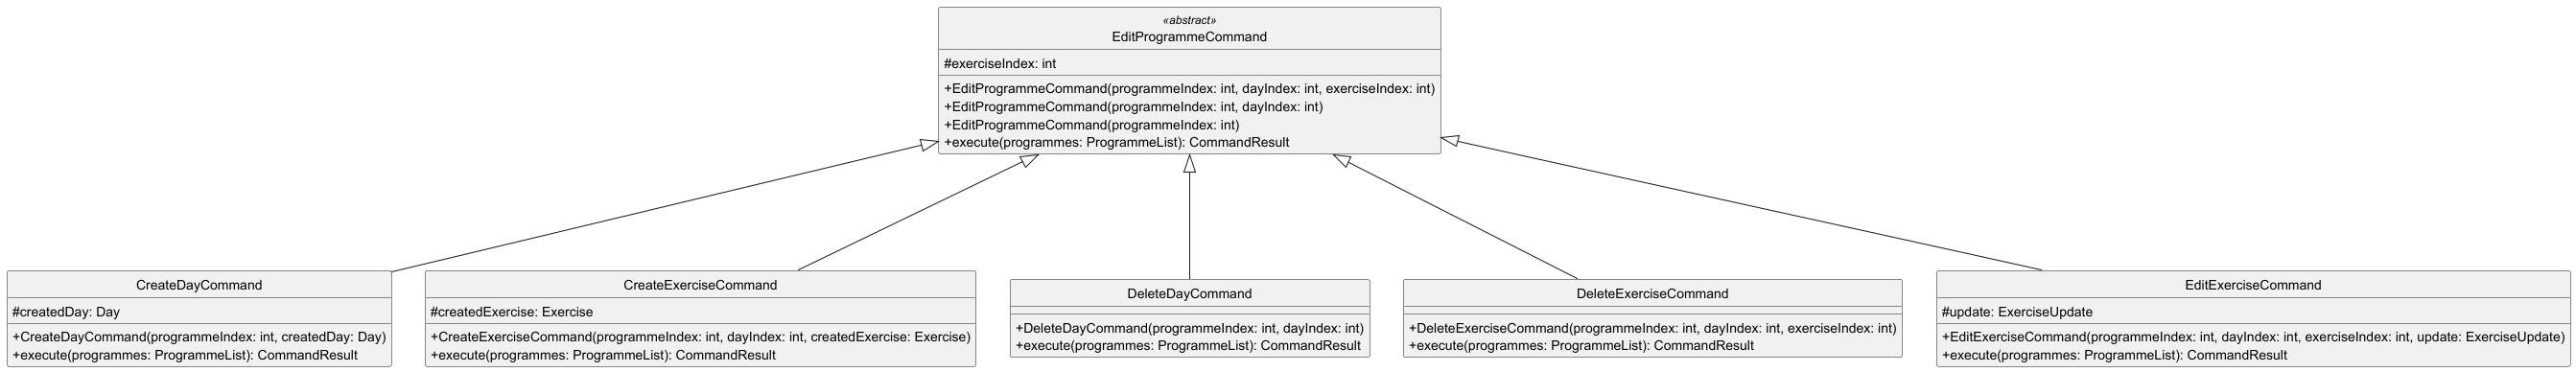 «abstract»
EditProgrammeCommand
#exerciseIndex: int
+EditProgrammeCommand(programmeIndex: int, dayIndex: int, exerciseIndex: int)
+EditProgrammeCommand(programmeIndex: int, dayIndex: int)
+EditProgrammeCommand(programmeIndex: int)
+execute(programmes: ProgrammeList): CommandResult
CreateDayCommand
#createdDay: Day
+CreateDayCommand(programmeIndex: int, createdDay: Day)
+execute(programmes: ProgrammeList): CommandResult
CreateExerciseCommand
#createdExercise: Exercise
+CreateExerciseCommand(programmeIndex: int, dayIndex: int, createdExercise: Exercise)
+execute(programmes: ProgrammeList): CommandResult
DeleteDayCommand
+DeleteDayCommand(programmeIndex: int, dayIndex: int)
+execute(programmes: ProgrammeList): CommandResult
DeleteExerciseCommand
+DeleteExerciseCommand(programmeIndex: int, dayIndex: int, exerciseIndex: int)
+execute(programmes: ProgrammeList): CommandResult
EditExerciseCommand
#update: ExerciseUpdate
+EditExerciseCommand(programmeIndex: int, dayIndex: int, exerciseIndex: int, update: ExerciseUpdate)
+execute(programmes: ProgrammeList): CommandResult